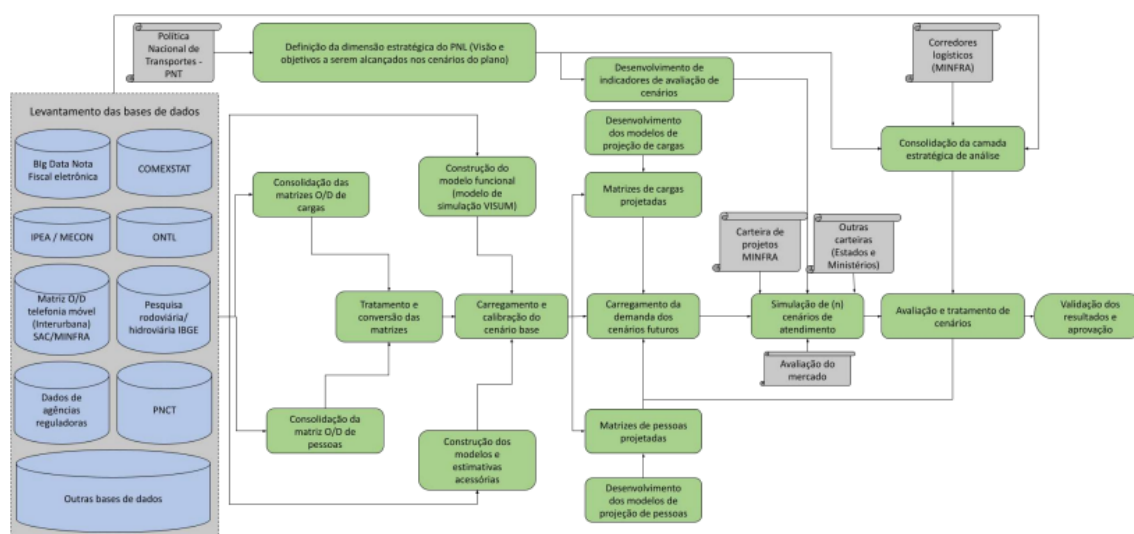 Política
Nacional de
Transportes -
PNT
Definição da dimensão estratégica do PNL (Visão e
objetivos a serem alcançados nos cenários do plano)
Corredores
logísticos
(MINFRA)
Desenvolvimento de
indicadores de avaliação de
cenários
Levantamento das bases de dados
Desenvolvimento
dos modelos de
projeção de cargas
Consolidação da camada
estratégica de análise
BIg Data Nota
Fiscal eletrônica
COMEXSTAT
Construção do
modelo funcional
(modelo de
simulação VISUM)
Consolidação das
matrizes O/D de
cargas
Matrizes de cargas
projetadas
IPEA / MECON
ONTL
Carteira de
projetos
MINFRA
Outras
carteiras
(Estados e
Ministérios)
Matriz O/D
telefonia móvel
(Interurbana)
SAC/MINFRA
Pesquisa
rodoviária/
hidroviária IBGE
Tratamento e
conversão das
matrizes
Carregamento e
calibração do
cenário base
Carregamento da
demanda dos
cenários futuros
Simulação de (n)
cenários de
atendimento
Avaliação e tratamento de
cenários
Validação dos
resultados e
aprovação
Avaliação do
mercado
Dados de
agências
reguladoras
PNCT
Consolidação da
matriz O/D de
pessoas
Construção dos
modelos e
estimativas
acessórias
Matrizes de pessoas
projetadas
Outras bases de dados
Desenvolvimento
dos modelos de
projeção de pessoas